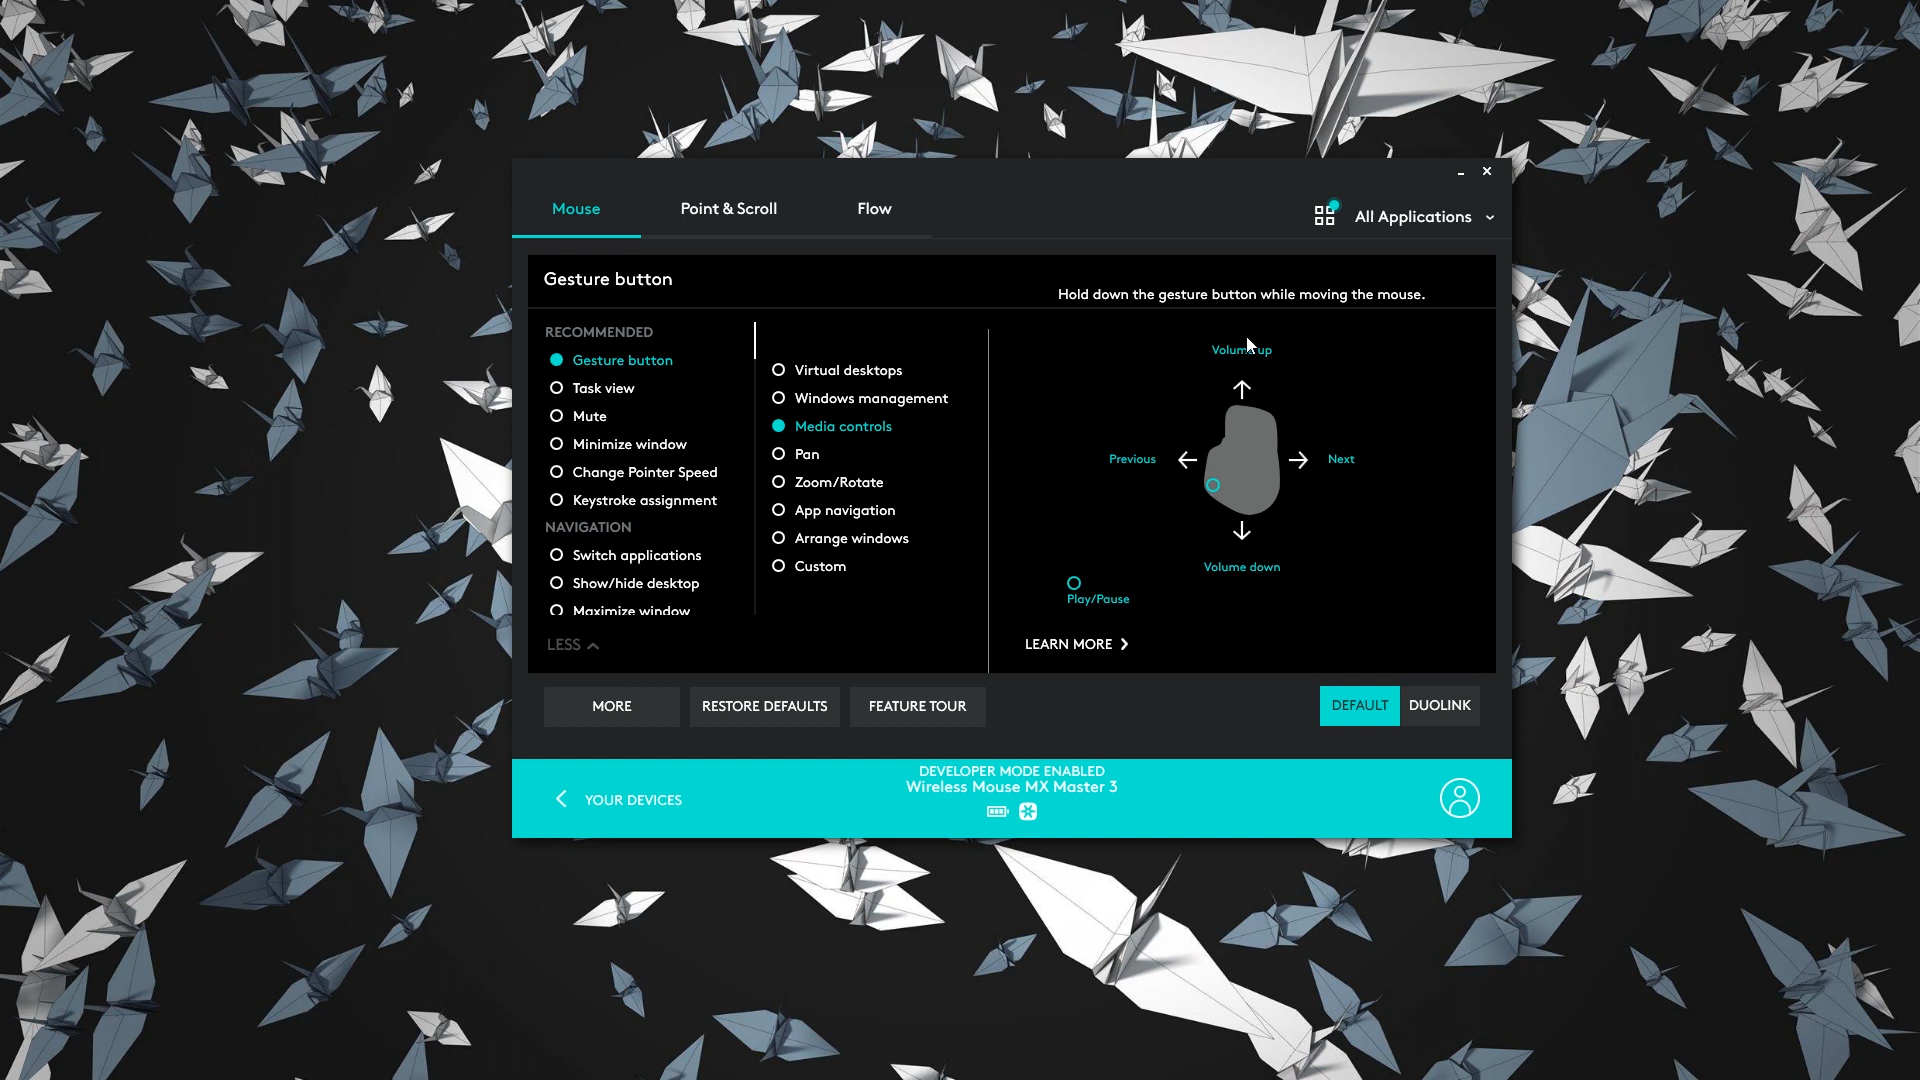 Mouse
Point & Scroll
Flow
All Applications
Gesture button
Hold down the gesture button while moving the mouse.
RECOMMENDED
Gesture button
Task view
Mute
Minimize window
Change Pointer Speed
Keystroke assignment
NAVIGATION
Switch applications
Show/hide desktop
Maximize window
LESS
Virtual desktops
Windows management
Media controls
Pan
Zoom/Rotate
App navigation
Arrange windows
Custom
Volume up
Previous
Next
Volume down
Play/Pause
LEARN MORE
MORE
RESTORE DEFAULTS
FEATURE TOUR
DEFAULT
DUOLINK
YOUR DEVICES
DEVELOPER MODE ENABLED
Wireless Mouse MX Master 3